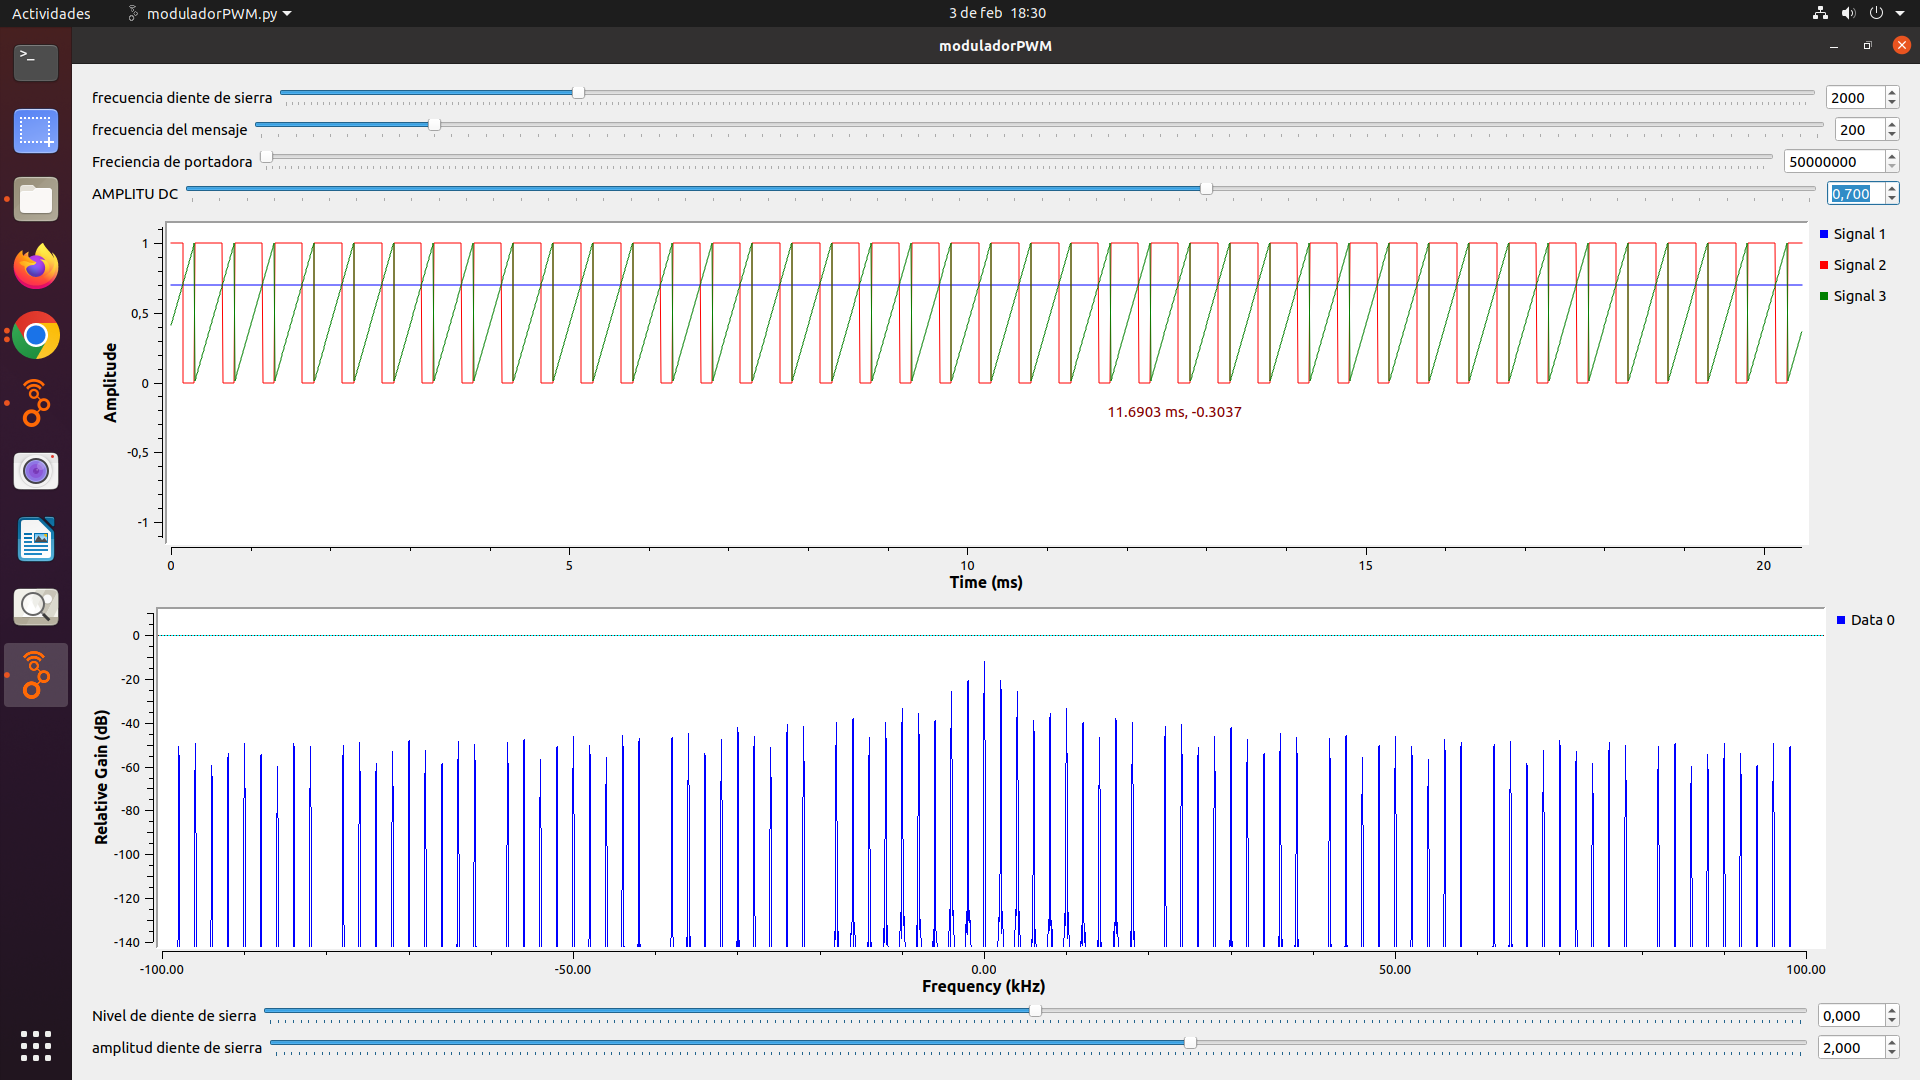 Actividades moduladorPWM.py 3 de feb 18:30
moduladorPWM
frecuencia diente de sierra 2000
frecuencia del mensaje 200
Freciencia de portadora 50000000
AMPLITU DC 0,700
1
0,5
0
-0,5
-1
Amplitude
11.6903 ms, -0.3037
Signal 1
Signal 2
Signal 3
0 5 10 15 20
Time (ms)
0
-20
-40
-60
-80
-100
-120
-140
Relative Gain (dB)
Data 0
-100.00 -50.00 0.00 50.00 100.00
Frequency (kHz)
Nivel de diente de sierra 0,000
amplitud diente de sierra 2,000